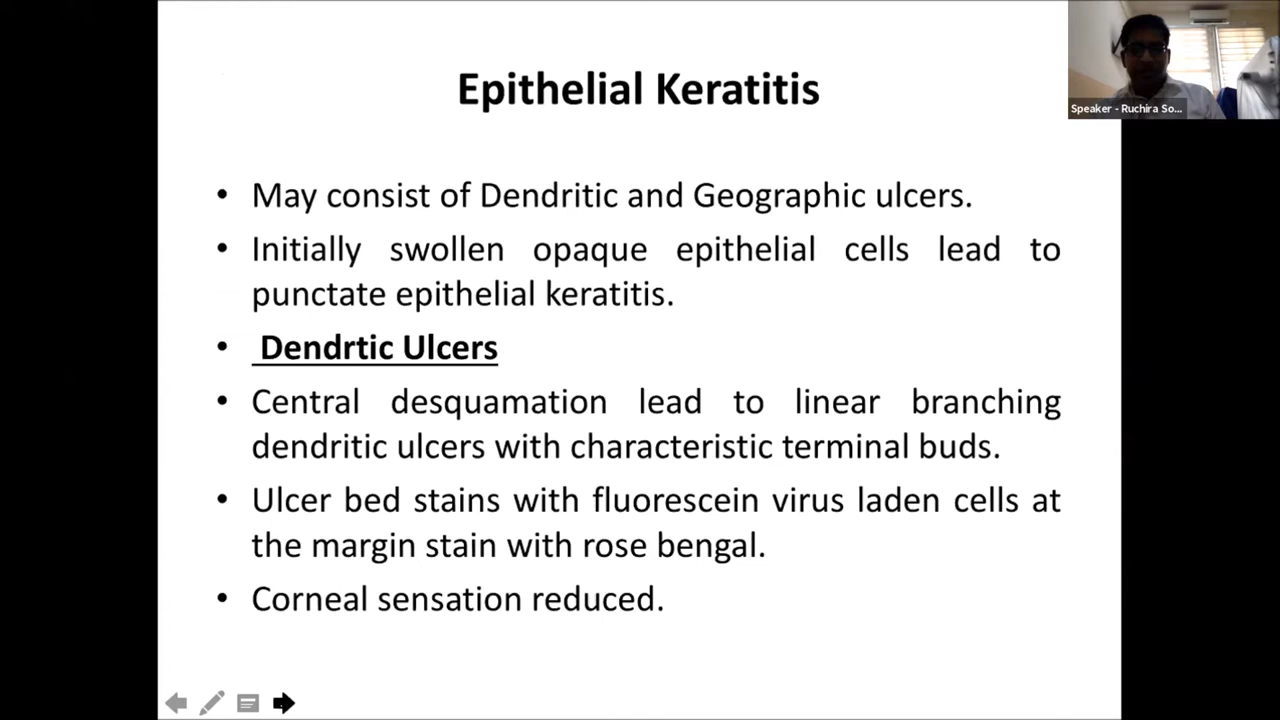 Epithelial Keratitis
Speaker - Ruchira So...
• May consist of Dendritic and Geographic ulcers.
• Initially swollen opaque epithelial cells lead to
punctate epithelial keratitis.
• Dendrtic Ulcers
• Central desquamation lead to linear branching
dendritic ulcers with characteristic terminal buds.
• Ulcer bed stains with fluorescein virus laden cells at
the margin stain with rose bengal.
• Corneal sensation reduced.